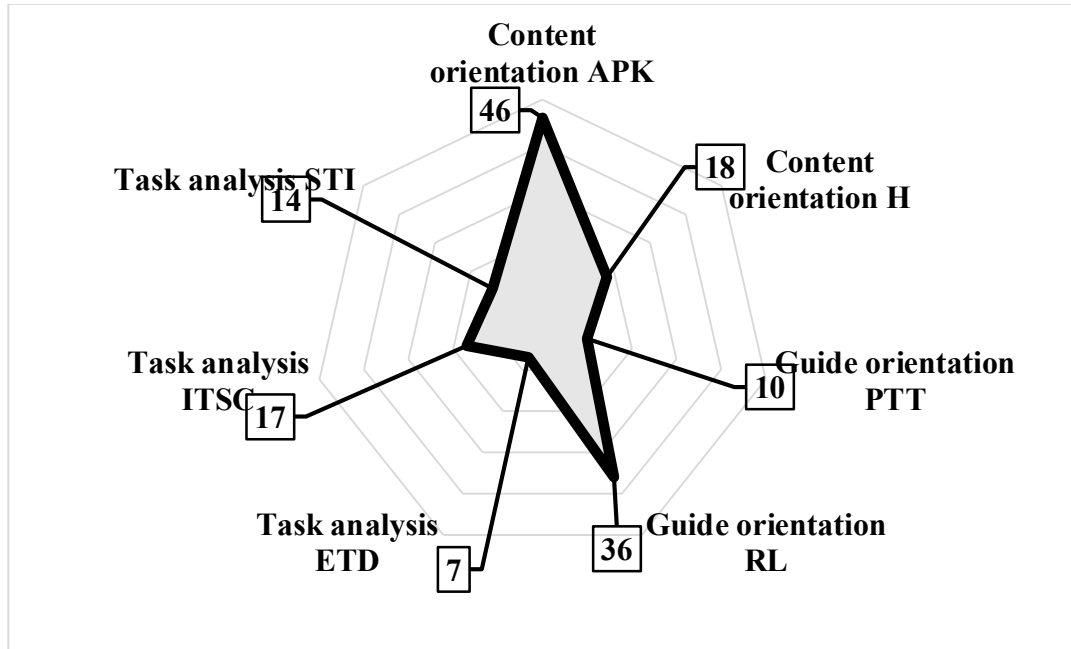 Content
orientation APK
46
18
Content
orientation H
Task analysis STI
14
Guide orientation
PTT
10
Task analysis
ITSC
17
Guide orientation
RL
36
Task analysis
ETD
7